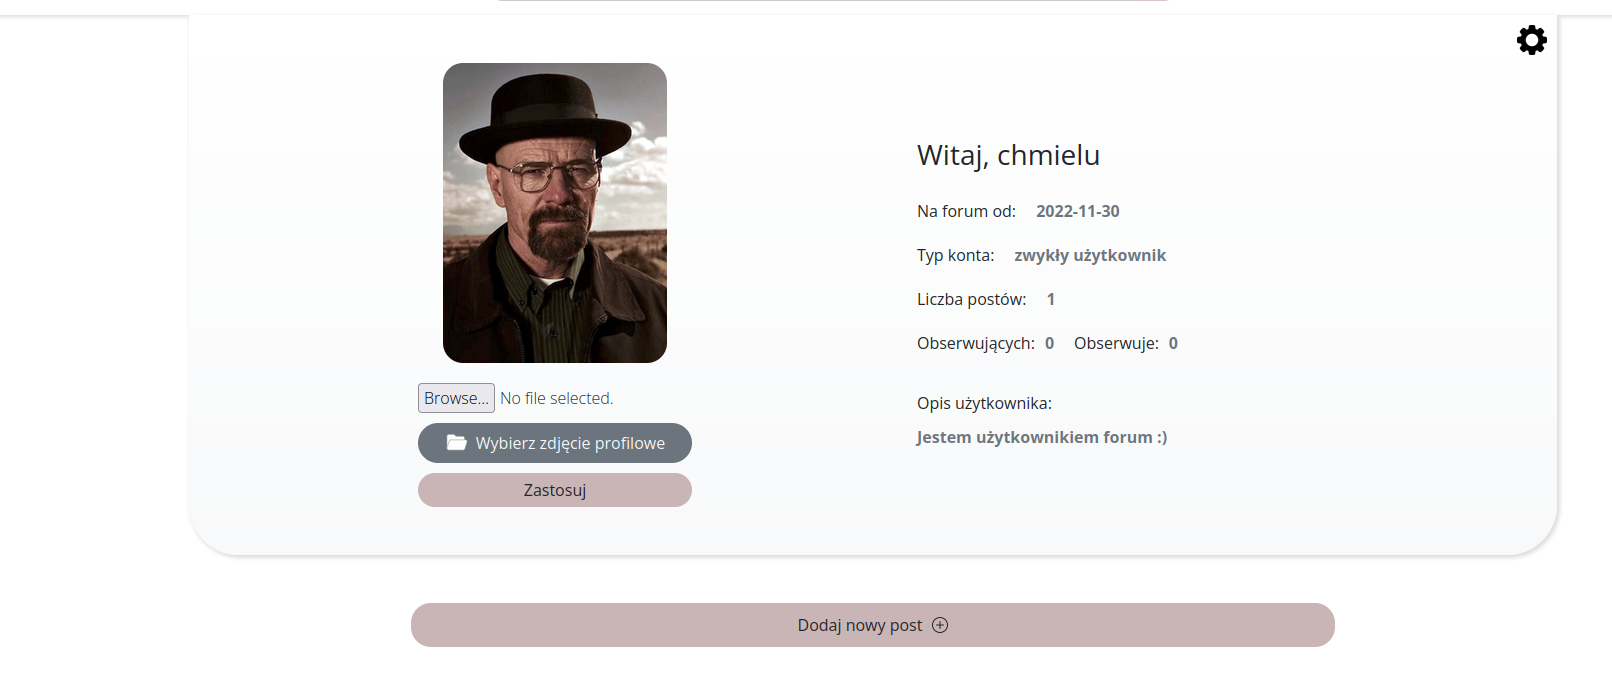 Witaj, chmielu
Na forum od: 2022-11-30
Typ konta: zwykły użytkownik
Liczba postów: 1
Obserwujących: 0 Obserwuje: 0
Opis użytkownika:
Jestem użytkownikiem forum :)
Browse... No file selected.
Wybierz zdjęcie profilowe
Zastosuj
Dodaj nowy post